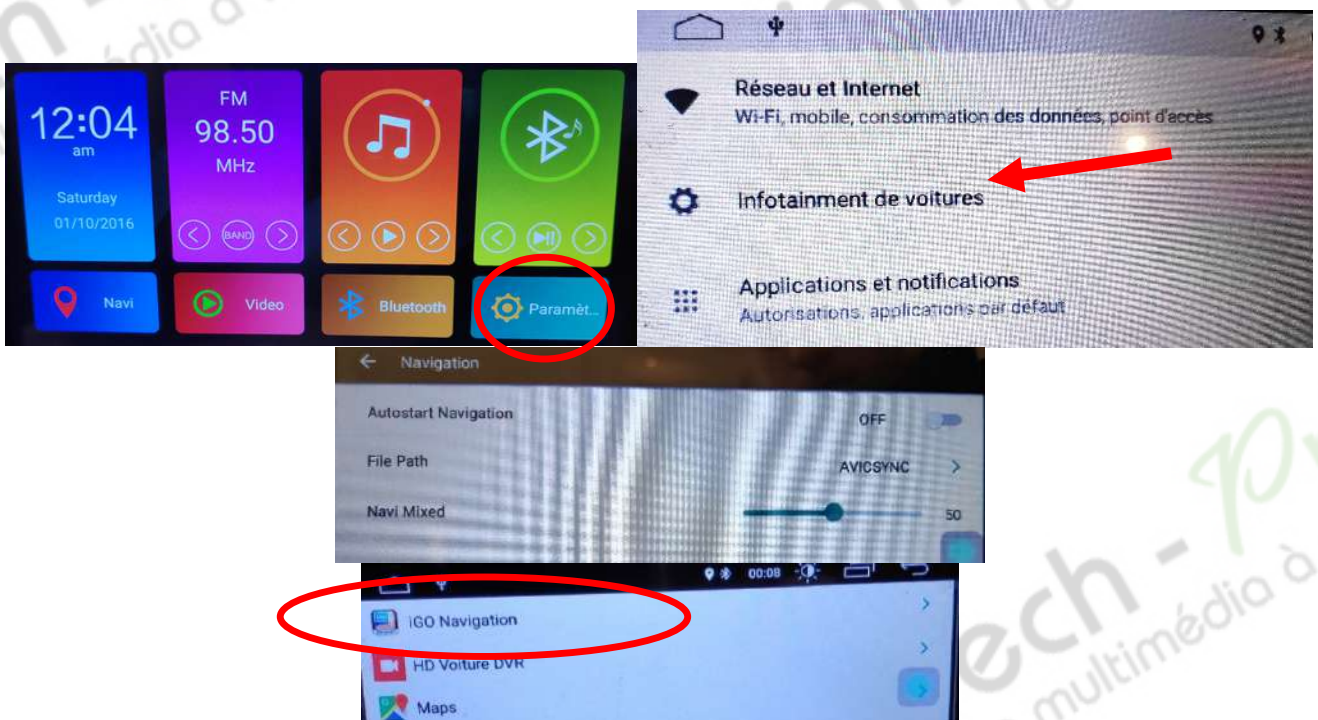 12:04
am
Saturday
01/10/2016
FM
98.50
MHz
BAND
Navi
Video
Bluetooth
Paramèt...
Réseau et Internet
Wi-Fi, mobile, consommation des données, point d'accès
Infotainment de voitures
Applications et notifications
Autorisations, applications par défaut
Navigation
Autostart Navigation
OFF
File Path
AVICSYNC
Navi Mixed
50
00:08
iGO Navigation
HD Voiture DVR
Maps
ech - 
multimédia à